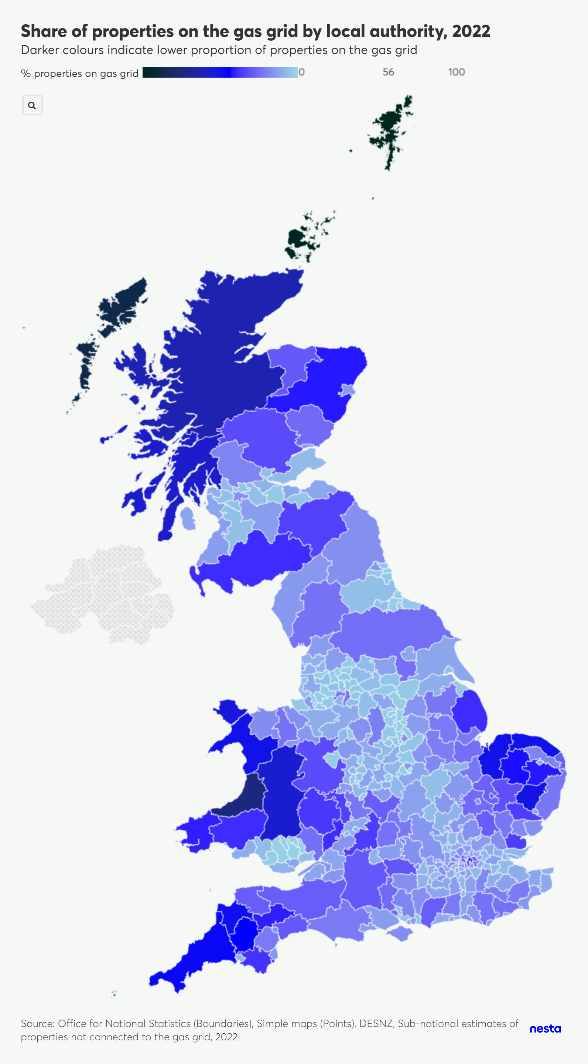 Share of properties on the gas grid by local authority, 2022
Darker colours indicate lower proportion of properties on the gas grid
% properties on gas grid 0 56 100
Source: Office for National Statistics (Boundaries), Simple maps (Points), DESNZ, Sub-national estimates of
properties not connected to the gas grid, 2022
nesta